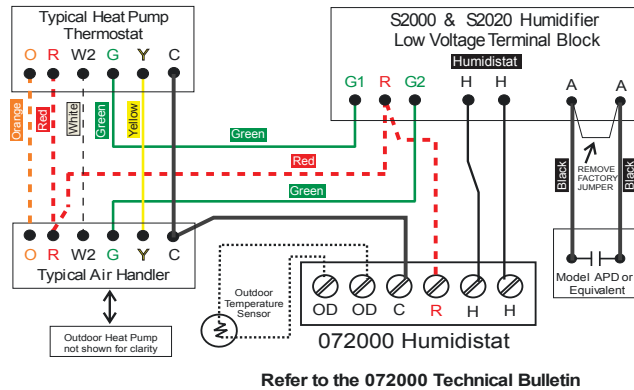 Typical Heat Pump
Thermostat
O R W2 G Y C
S2000 & S2020 Humidifier
Low Voltage Terminal Block
Humidistat
G1 R G2 H H A A
Orange
Red
White
Green
Yellow
Green
Red
Green
Black
REMOVE
FACTORY
JUMPER
Black
O R W2 G Y C
Typical Air Handler
Outdoor Heat Pump
not shown for clarity
Outdoor
Temperature
Sensor
OD OD C R H H
072000 Humidistat
Model APD or
Equivalent
Refer to the 072000 Technical Bulletin